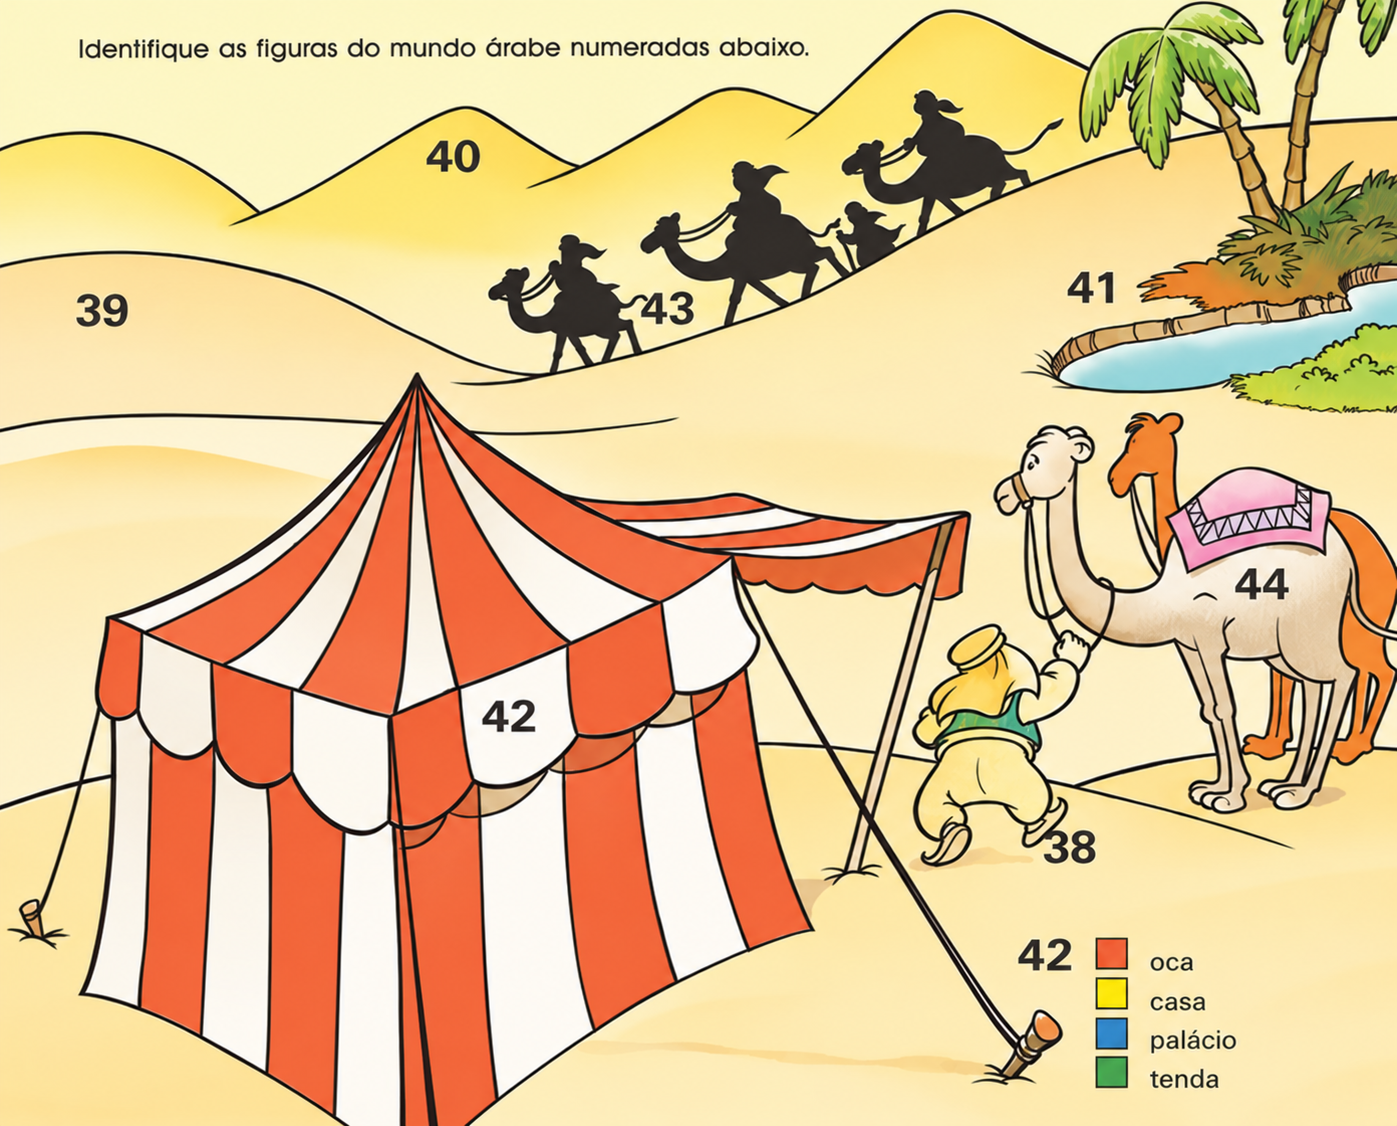 Identifique as figuras do mundo árabe numeradas abaixo.
40
39
43
41
44
42
38
42 oca
casa
palácio
tenda